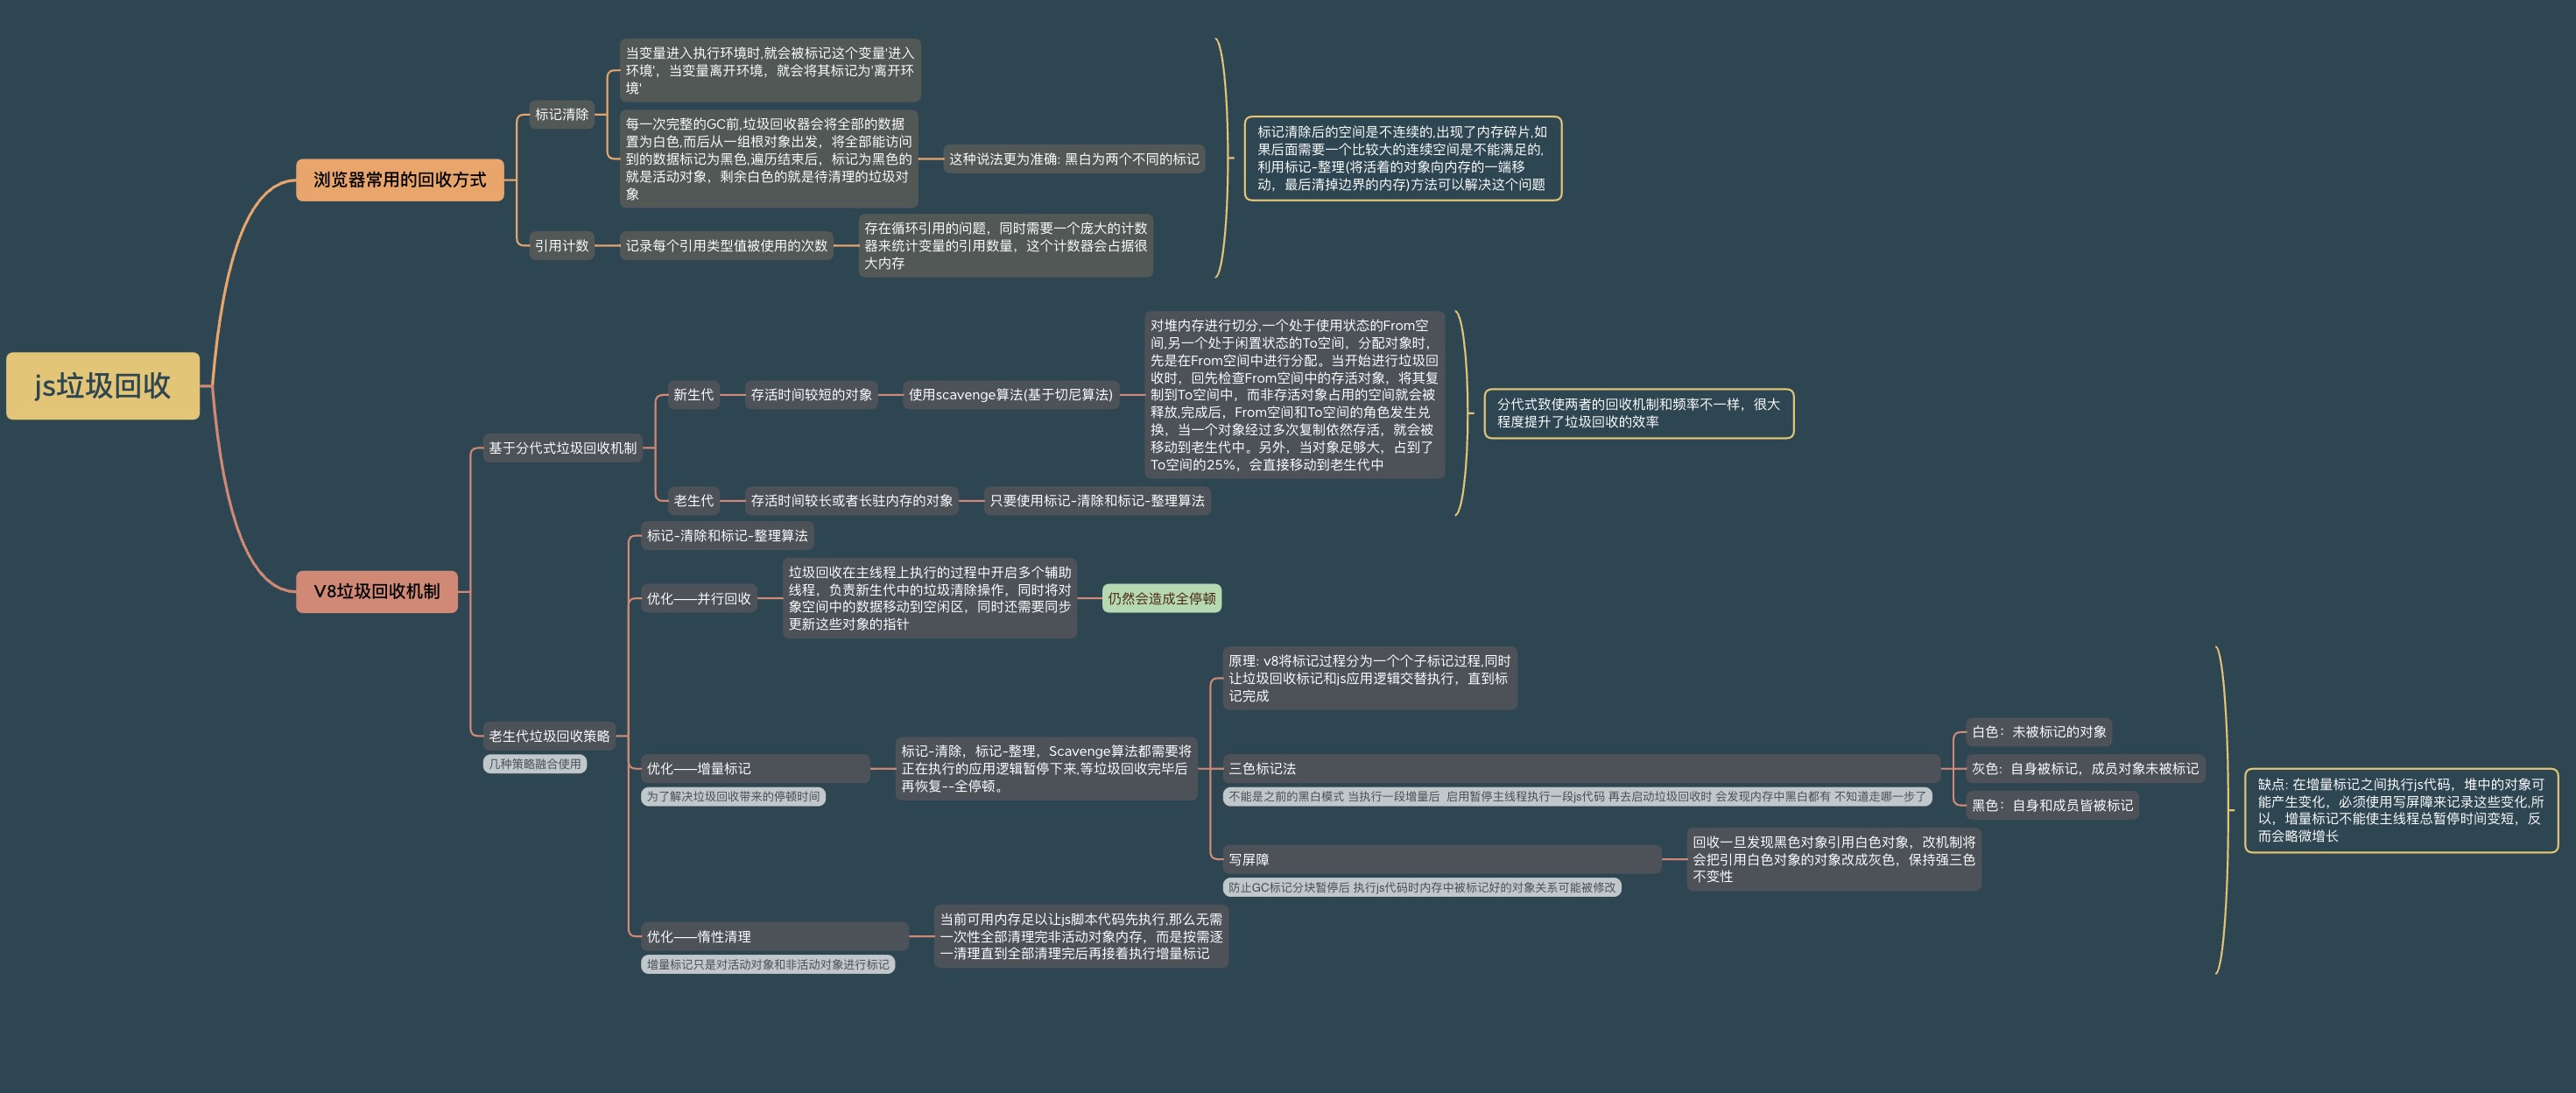 js垃圾回收
浏览器常用的回收方式
标记清除
当变量进入执行环境时,就会被标记这个变量'进入
环境'，当变量离开环境，就会将其标记为'离开环
境'
每一次完整的GC前,垃圾回收器会将全部的数据
置为白色,而后从一组根对象出发，将全部能访问
到的数据标记为黑色,遍历结束后，标记为黑色的
就是活动对象，剩余白色的就是待清理的垃圾对
象
这种说法更为准确: 黑白为两个不同的标记
引用计数
记录每个引用类型值被使用的次数
存在循环引用的问题，同时需要一个庞大的计数
器来统计变量的引用数量，这个计数器会占据很
大内存
标记清除后的空间是不连续的,出现了内存碎片,如
果后面需要一个比较大的连续空间是不能满足的,
利用标记-整理(将活着的对象向内存的一端移
动，最后清掉边界的内存)方法可以解决这个问题
V8垃圾回收机制
基于分代式垃圾回收机制
新生代
存活时间较短的对象
使用scavenge算法(基于切尼算法)
对堆内存进行切分,一个处于使用状态的From空
间,另一个处于闲置状态的To空间，分配对象时，
先是在From空间中进行分配。当开始进行垃圾回
收时，回先检查From空间中的存活对象，将其复
制到To空间中，而非存活对象占用的空间就会被
释放,完成后，From空间和To空间的角色发生兑
换，当一个对象经过多次复制依然存活，就会被
移动到老生代中。另外，当对象足够大，占到了
To空间的25%，会直接移动到老生代中
老生代
存活时间较长或者长驻内存的对象
只要使用标记-清除和标记-整理算法
分代式致使两者的回收机制和频率不一样，很大
程度提升了垃圾回收的效率
老生代垃圾回收策略
几种策略融合使用
标记-清除和标记-整理算法
优化——并行回收
垃圾回收在主线程上执行的过程中开启多个辅助
线程，负责新生代中的垃圾清除操作，同时将对
象空间中的数据移动到空闲区，同时还需要同步
更新这些对象的指针
仍然会造成全停顿
优化——增量标记
为了解决垃圾回收带来的停顿时间
标记-清除，标记-整理，Scavenge算法都需要将
正在执行的应用逻辑暂停下来,等垃圾回收完毕后
再恢复--全停顿。
原理: v8将标记过程分为一个个子标记过程,同时
让垃圾回收标记和js应用逻辑交替执行，直到标
记完成
三色标记法
不能是之前的黑白模式 当执行一段增量后  启用暂停主线程执行一段js代码 再去启动垃圾回收时 会发现内存中黑白都有 不知道走哪一步了
白色：未被标记的对象
灰色：自身被标记，成员对象未被标记
黑色：自身和成员皆被标记
写屏障
防止GC标记分块暂停后 执行js代码时内存中被标记好的对象关系可能被修改
回收一旦发现黑色对象引用白色对象，改机制将
会把引用白色对象的对象改成灰色，保持强三色
不变性
优化——惰性清理
增量标记只是对活动对象和非活动对象进行标记
当前可用内存足以让js脚本代码先执行,那么无需
一次性全部清理完非活动对象内存，而是按需逐
一清理直到全部清理完后再接着执行增量标记
缺点: 在增量标记之间执行js代码，堆中的对象可
能产生变化，必须使用写屏障来记录这些变化,所
以，增量标记不能使主线程总暂停时间变短，反
而会略微增长